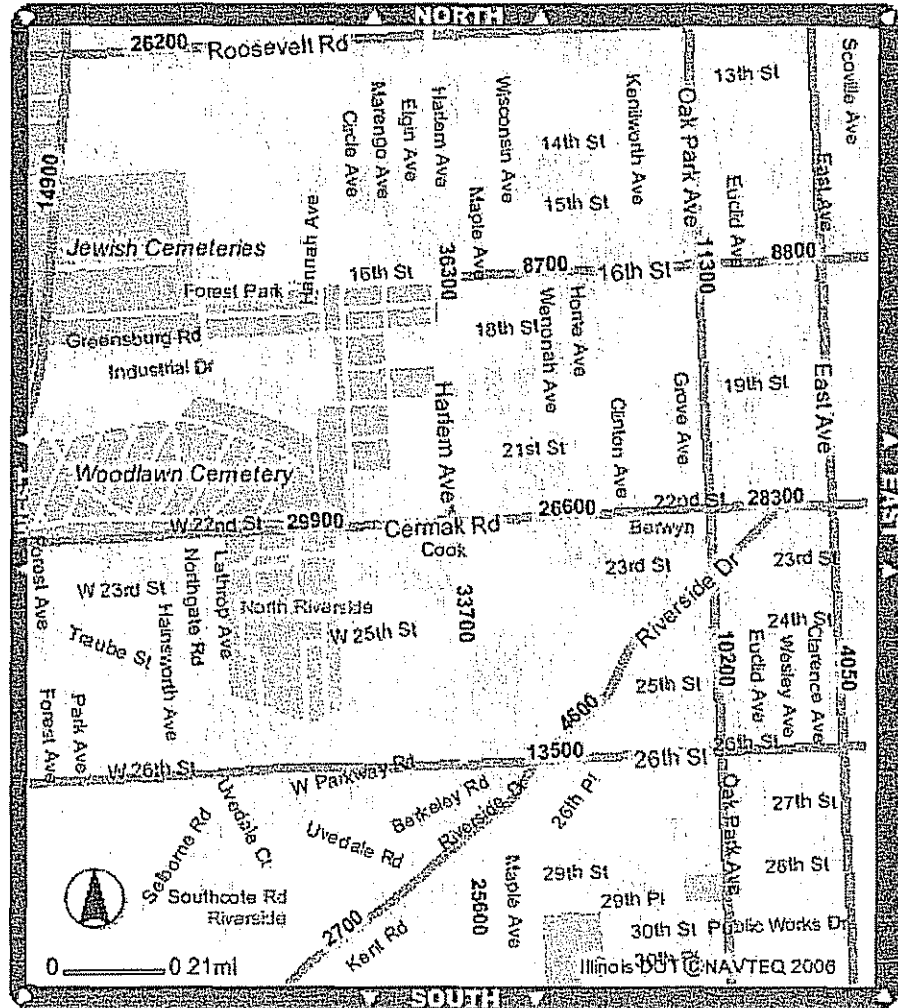 NORTH
26200 Roosevelt Rd
Scoville Ave
13th St
Wisconsin Ave
Kenilworth Ave
Oak Park Ave
Marengo Ave
Circle Ave
Elgin Ave
Harlem Ave
14th St
14600
East Ave
Euclid Ave
15th St
Maple Ave
Jewish Cemeteries
Hannah Ave
16th St
36300
8700
16th St
11300
8800
Forest Park
Home Ave
Wenonah Ave
18th St
Greensburg Rd
Industrial Dr
19th St
East Ave
Harlem Ave
Grove Ave
Clinton Ave
21st St
Woodlawn Cemetery
W 22nd St
29900
Cermak Rd
26600
22nd St
28300
Cook
Berwyn
Forest Ave
Northgate Rd
Lathrop Ave
W 23rd St
23rd St
Riverside Dr
23rd St
Hainsworth Ave
North Riverside
33700
24th St
Traube St
W 25th St
10200
Euclid Ave
Wesley Ave
Clarence Ave
4050
25th St
Forest Ave
Park Ave
4600
W 26th St
W Parkway Rd
13500
26th St
26th St
Berkeley Rd
Riverside Dr
26th Pl
Oak Park Ave
27th St
Selborne Rd
Uvedale Ct
Uvedale Rd
Maple Ave
29th St
28th St
Southcote Rd
Riverside
25600
29th Pl
2700
Kent Rd
30th St
Public Works Dr
30th Pl
0 0.21mi
Illinois DOT © NAVTEQ 2006
SOUTH